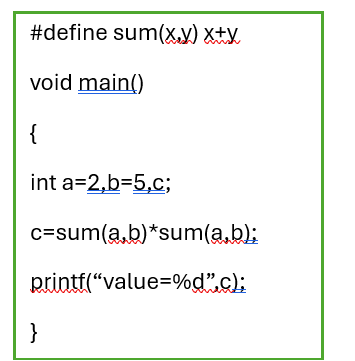 #define sum(x,y) x+y
void main()
{
int a=2,b=5,c;
c=sum(a,b)*sum(a,b);
printf(“value=%d”,c);
}